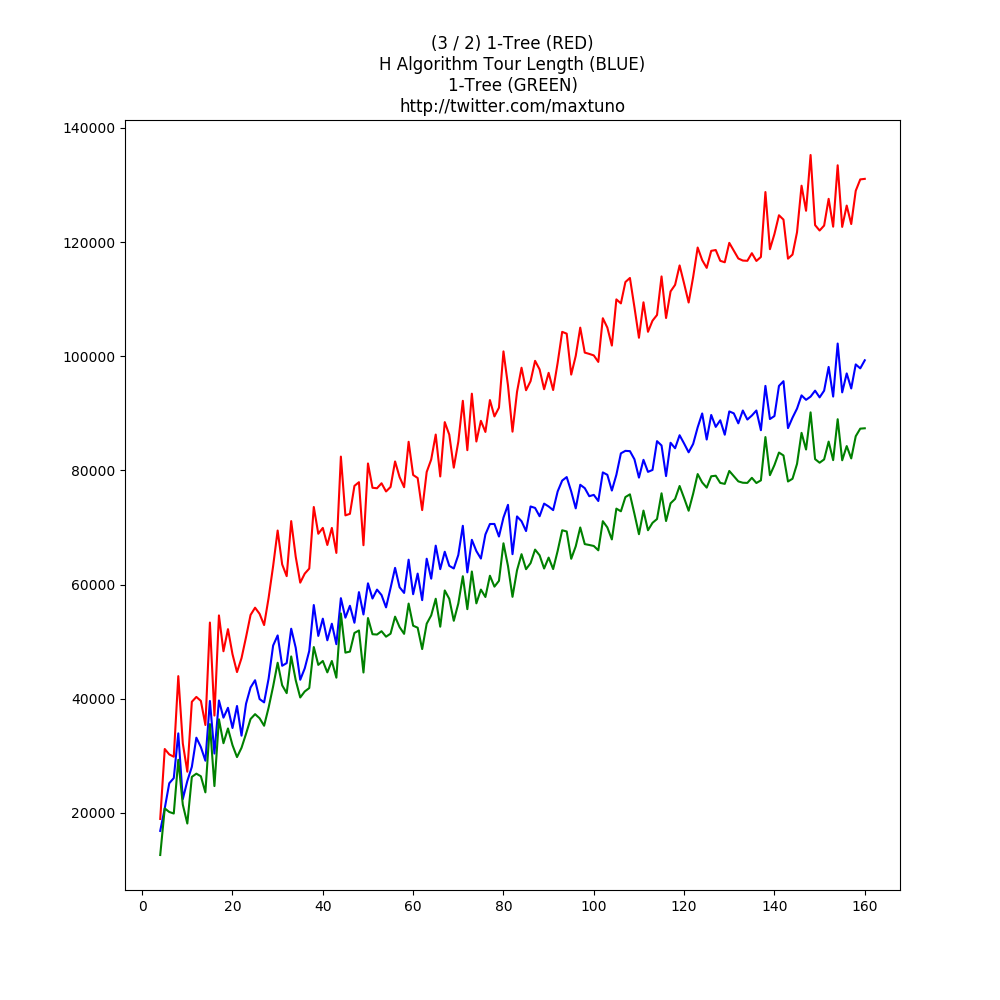 (3 / 2) 1-Tree (RED)
H Algorithm Tour Length (BLUE)
1-Tree (GREEN)
http://twitter.com/maxtuno
140000
120000
100000
80000
60000
40000
20000
0 20 40 60 80 100 120 140 160